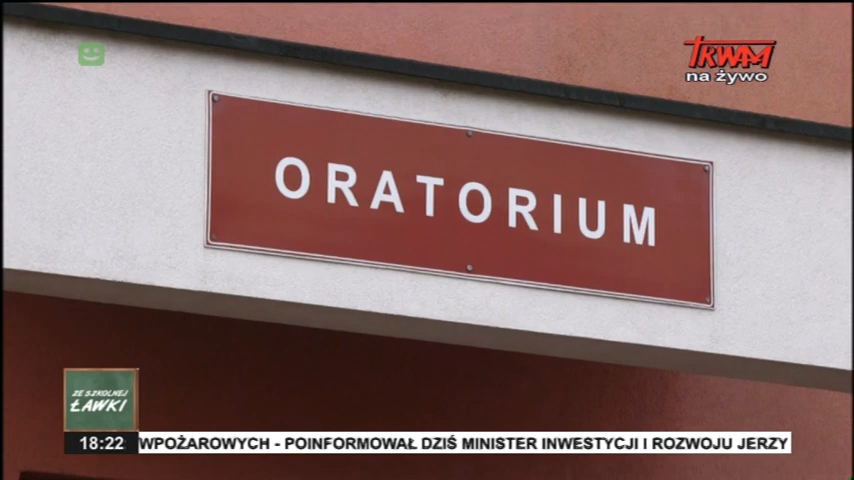 TRWAM
na żywo
ORATORIUM
ZE SZKOLNEJ
ŁAWKI
18:22 WPOŻAROWYCH - POINFORMOWAŁ DZIŚ MINISTER INWESTYCJI I ROZWOJU JERZY